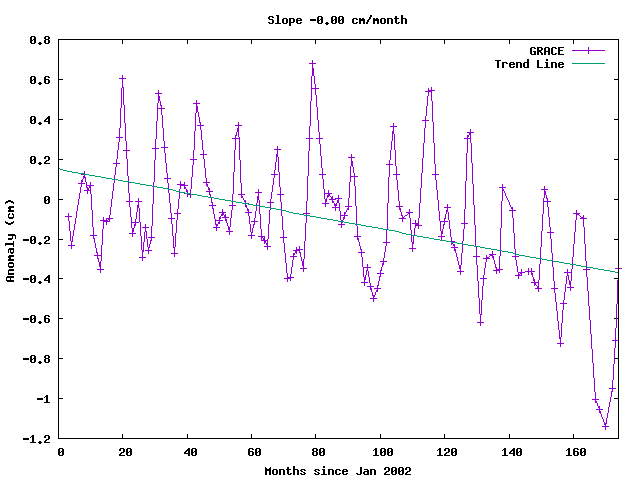 Slope -0.00 cm/month
GRACE
Trend Line
0.8
0.6
0.4
0.2
0
-0.2
-0.4
-0.6
-0.8
-1
-1.2
Anomaly (cm)
0 20 40 60 80 100 120 140 160
Months since Jan 2002